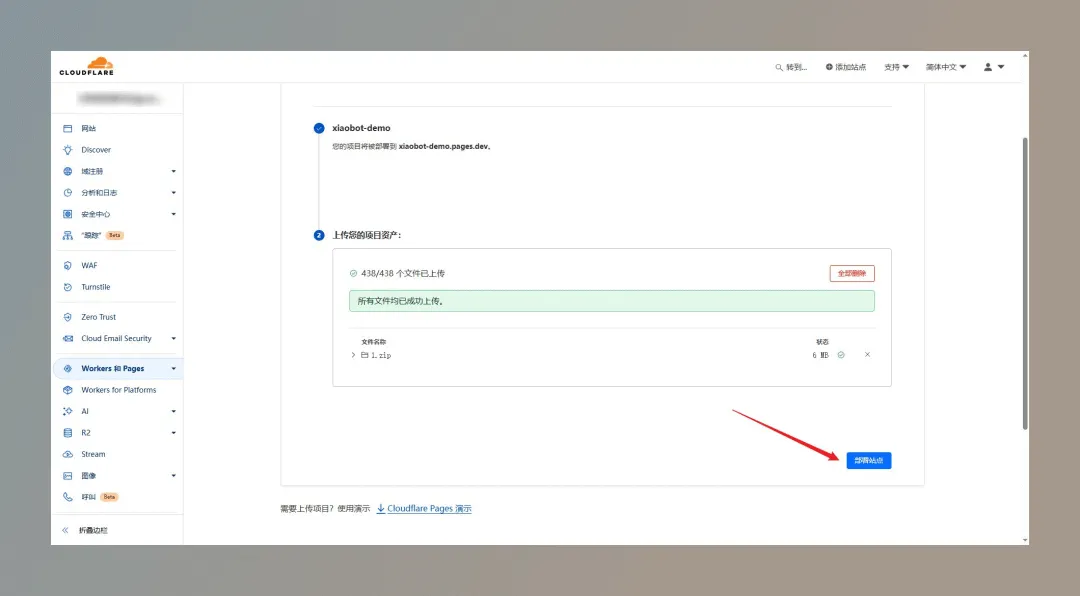 CLOUDFLARE
转到...
添加站点
支持
简体中文
网站
Discover
域注册
分析和日志
安全中心
“跟踪” Beta
WAF
Turnstile
Zero Trust
Cloud Email Security
Workers 和 Pages
Workers for Platforms
AI
R2
Stream
图像
呼叫 Beta
折叠边栏
xiaobot-demo
您的项目将被部署到 xiaobot-demo.pages.dev。
2 上传您的项目资产:
438/438 个文件已上传
全部删除
所有文件均已成功上传。
文件名称 状态
1.zip 6 MB
部署站点
需要上传项目？使用演示 Cloudflare Pages 演示